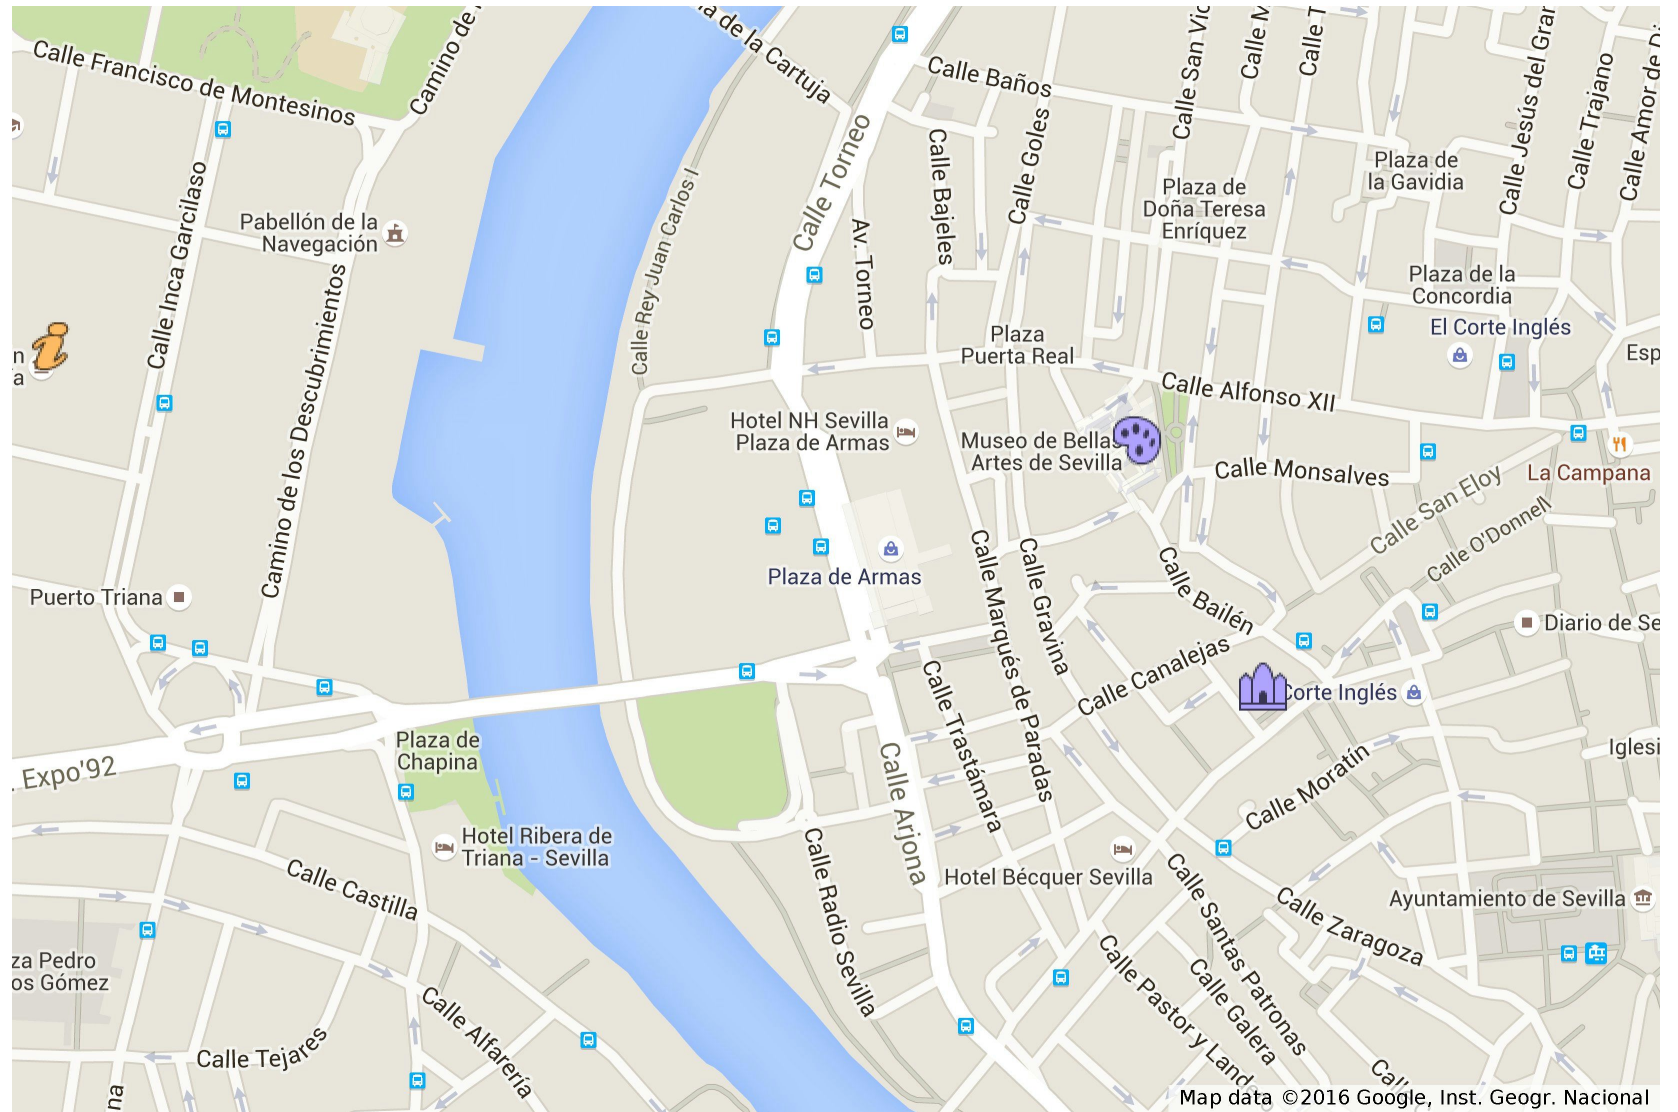 Calle Francisco de Montesinos
Camino de
a de la Cartuja
Calle Baños
Calle San Vic
Calle M
Calle T
Calle Jesús del Gran
Calle Trajano
Calle Amor de Di
Calle Torneo
Calle Bajeles
Calle Goles
Plaza de
la Gavidia
Plaza de
Doña Teresa
Enríquez
Calle Inca Garcilaso
Pabellón de la
Navegación
Calle Rey Juan Carlos I
Av. Torneo
Plaza de la
Concordia
El Corte Inglés
Plaza
Puerta Real
Esp
n
a
Camino de los Descubrimientos
Calle Alfonso XII
Hotel NH Sevilla
Plaza de Armas
Museo de Bellas
Artes de Sevilla
Calle Monsalves
La Campana
Calle San Eloy
Calle O'Donnell
Plaza de Armas
Puerto Triana
Calle Marqués de Paradas
Calle Gravina
Calle Bailén
Diario de Se
Calle Canalejas
Corte Inglés
Calle Trastámara
Plaza de
Chapina
. Expo'92
Calle Arjona
Calle Moratín
Iglesi
Hotel Ribera de
Triana - Sevilla
Calle Castilla
Calle Radio Sevilla
Hotel Bécquer Sevilla
Calle Santas Patronas
Calle Zaragoza
Ayuntamiento de Sevilla
za Pedro
os Gómez
Calle Alfarería
Calle Tejares
na
Calle Pastor y Lande
Calle Galera
Call
Map data ©2016 Google, Inst. Geogr. Nacional